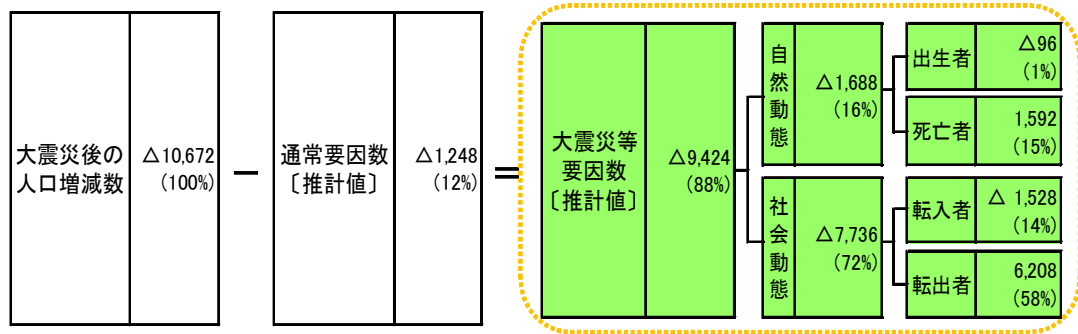 大震災後の
人口増減数
△10,672
(100%)
－
通常要因数
〔推計値〕
△1,248
(12%)
＝
大震災等
要因数
〔推計値〕
△9,424
(88%)
自然動態
△1,688
(16%)
出生者
△96
(1%)
死亡者
1,592
(15%)
社会動態
△7,736
(72%)
転入者
△ 1,528
(14%)
転出者
6,208
(58%)